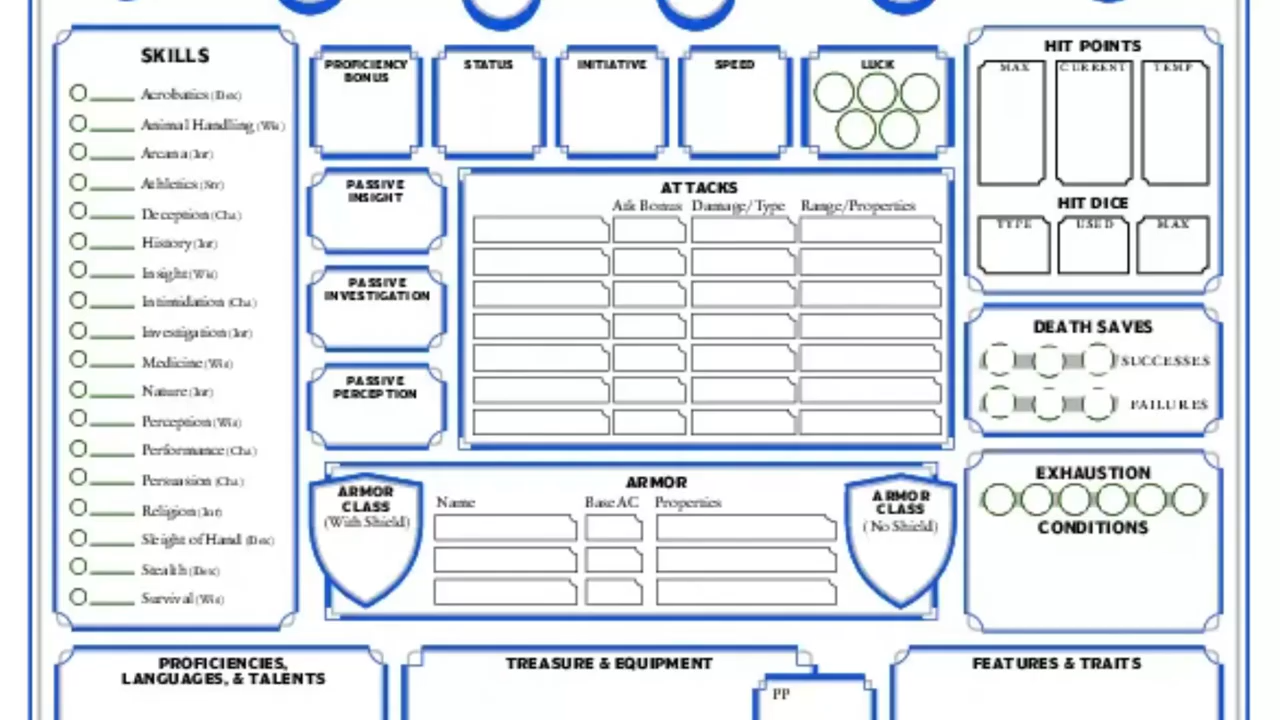 SKILLS
Acrobatics (Dex)
Animal Handling (Wis)
Arcana (Int)
Athletics (Str)
Deception (Cha)
History (Int)
Insight (Wis)
Intimidation (Cha)
Investigation (Int)
Medicine (Wis)
Nature (Int)
Perception (Wis)
Performance (Cha)
Persuasion (Cha)
Religion (Int)
Sleight of Hand (Dex)
Stealth (Dex)
Survival (Wis)
PROFICIENCY
BONUS
STATUS
INITIATIVE
SPEED
LUCK
PASSIVE
INSIGHT
PASSIVE
INVESTIGATION
PASSIVE
PERCEPTION
ATTACKS
Atk Bonus Damage/Type Range/Properties
ARMOR
CLASS
(With Shield)
ARMOR
Name Base AC Properties
ARMOR
CLASS
(No Shield)
HIT POINTS
MAX CURRENT TEMP
HIT DICE
TYPE USED MAX
DEATH SAVES
SUCCESSES
FAILURES
EXHAUSTION
CONDITIONS
PROFICIENCIES,
LANGUAGES, & TALENTS
TREASURE & EQUIPMENT
PP
FEATURES & TRAITS